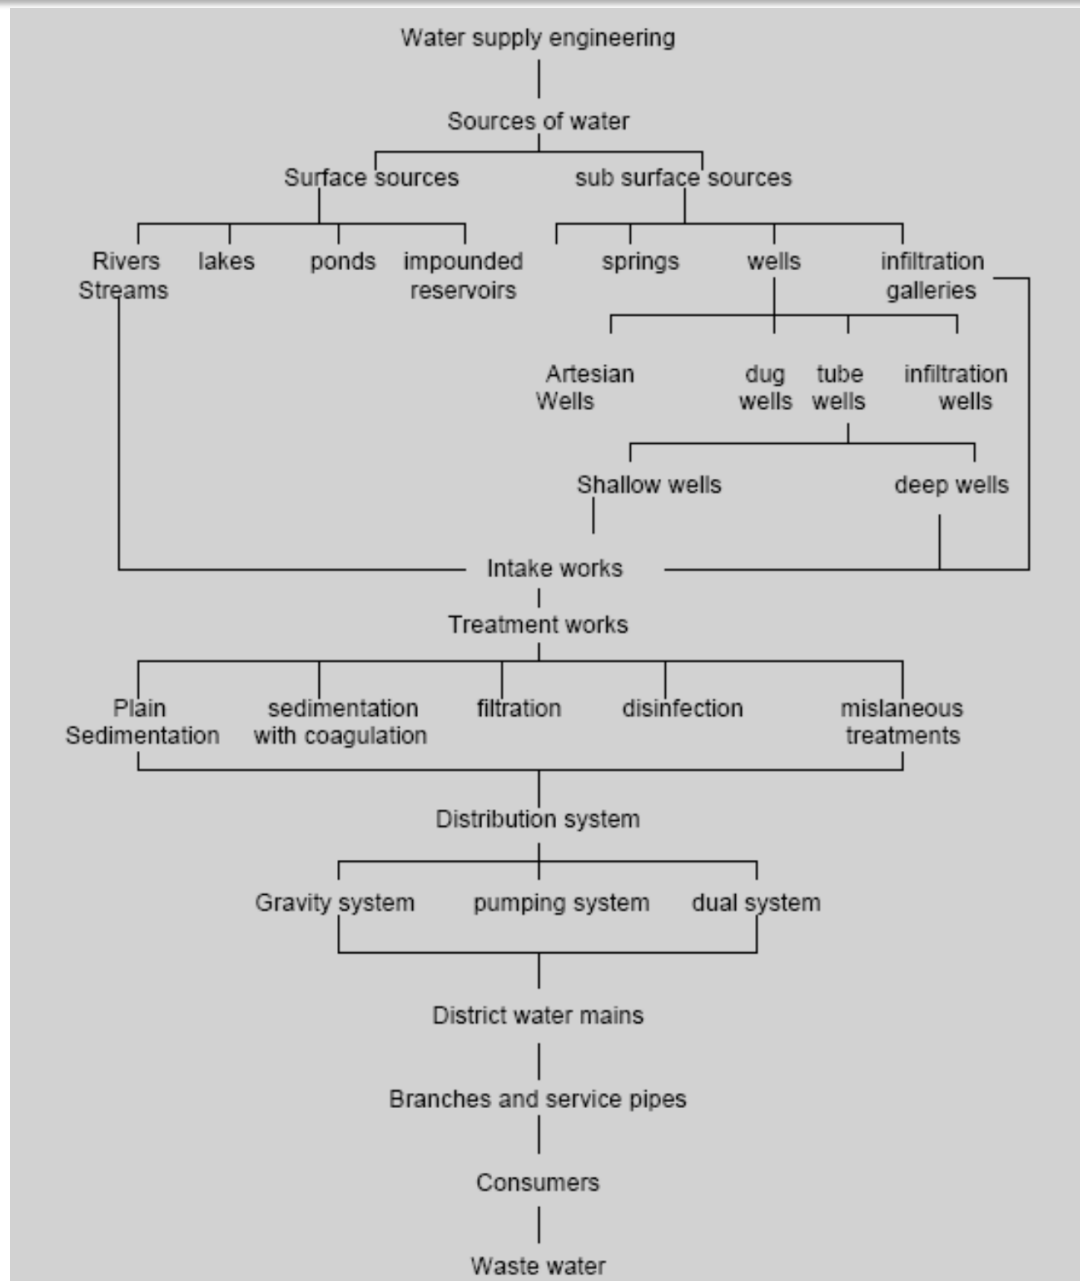 Water supply engineering
Sources of water
Surface sources
sub surface sources
Rivers
Streams
lakes
ponds
impounded
reservoirs
springs
wells
infiltration
galleries
Artesian
Wells
dug
wells
tube
wells
infiltration
wells
Shallow wells
deep wells
Intake works
Treatment works
Plain
Sedimentation
sedimentation
with coagulation
filtration
disinfection
mislaneous
treatments
Distribution system
Gravity system
pumping system
dual system
District water mains
Branches and service pipes
Consumers
Waste water